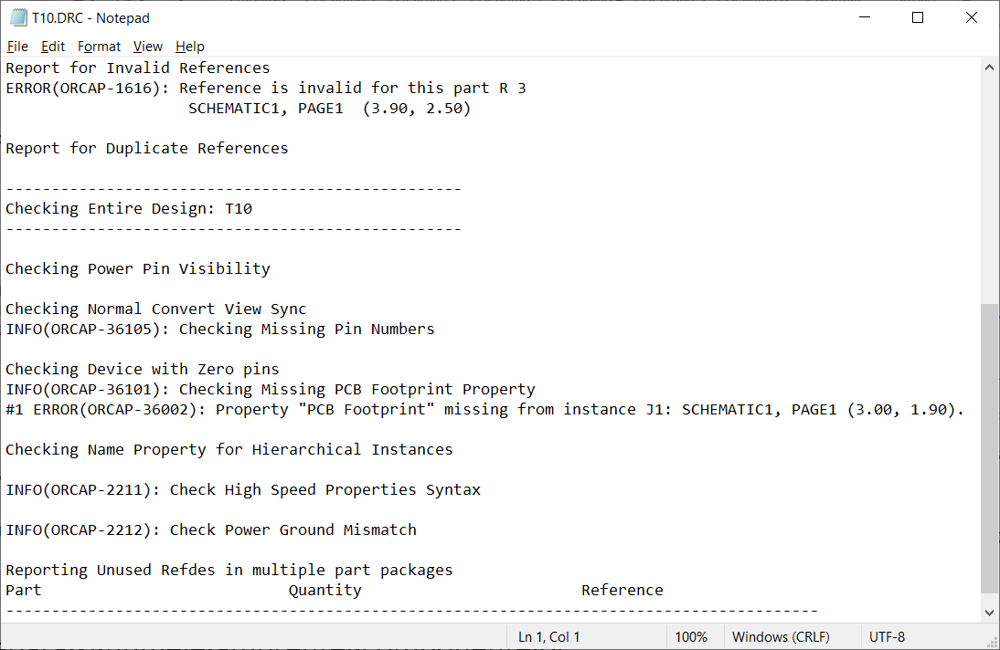 T10.DRC - Notepad
File Edit Format View Help
Report for Invalid References
ERROR(ORCAP-1616): Reference is invalid for this part R 3
SCHEMATIC1, PAGE1  (3.90, 2.50)
Report for Duplicate References
--------------------------------------------------
Checking Entire Design: T10
--------------------------------------------------
Checking Power Pin Visibility
Checking Normal Convert View Sync
INFO(ORCAP-36105): Checking Missing Pin Numbers
Checking Device with Zero pins
INFO(ORCAP-36101): Checking Missing PCB Footprint Property
#1 ERROR(ORCAP-36002): Property "PCB Footprint" missing from instance J1: SCHEMATIC1, PAGE1 (3.00, 1.90).
Checking Name Property for Hierarchical Instances
INFO(ORCAP-2211): Check High Speed Properties Syntax
INFO(ORCAP-2212): Check Power Ground Mismatch
Reporting Unused Refdes in multiple part packages
Part                           Quantity                        Reference
-----------------------------------------------------------------------------------------
Ln 1, Col 1 100% Windows (CRLF) UTF-8